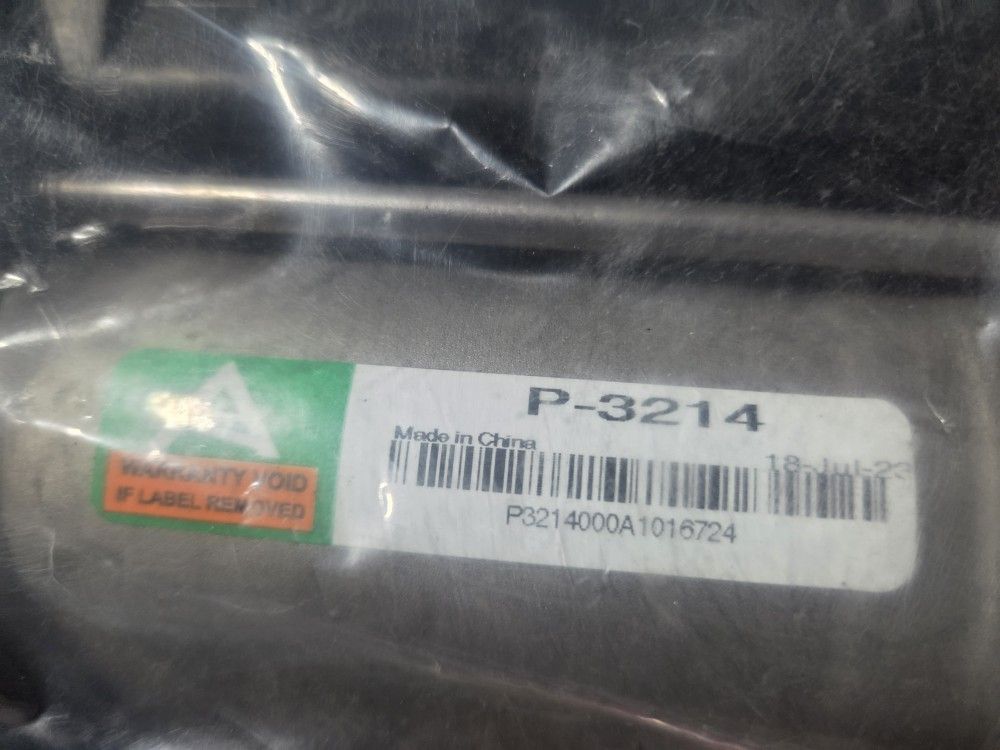 P-3214
Made in China
18-Jul-23
P3214000A1016724
WARRANTY VOID
IF LABEL REMOVED